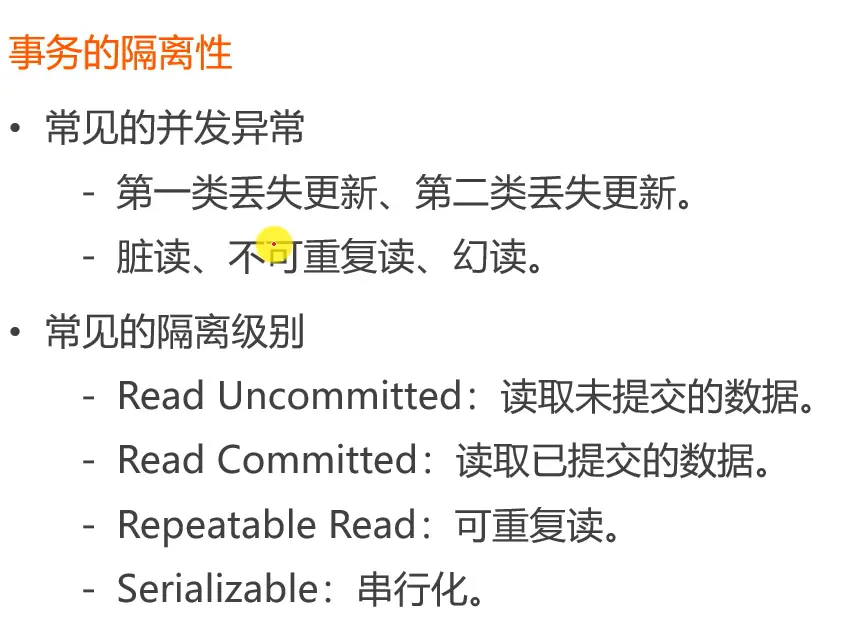 事务的隔离性
• 常见的并发异常
- 第一类丢失更新、第二类丢失更新。
- 脏读、不可重复读、幻读。
• 常见的隔离级别
- Read Uncommitted：读取未提交的数据。
- Read Committed：读取已提交的数据。
- Repeatable Read：可重复读。
- Serializable：串行化。